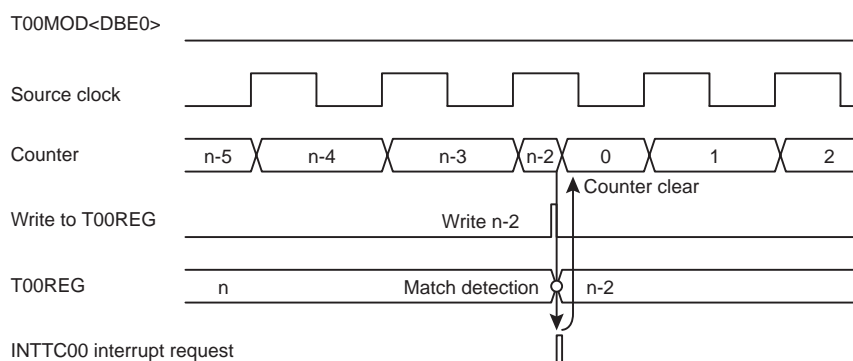 T00MOD<DBE0>
Source clock
Counter n-5 n-4 n-3 n-2 0 1 2
Counter clear
Write to T00REG Write n-2
T00REG n Match detection n-2
INTTC00 interrupt request